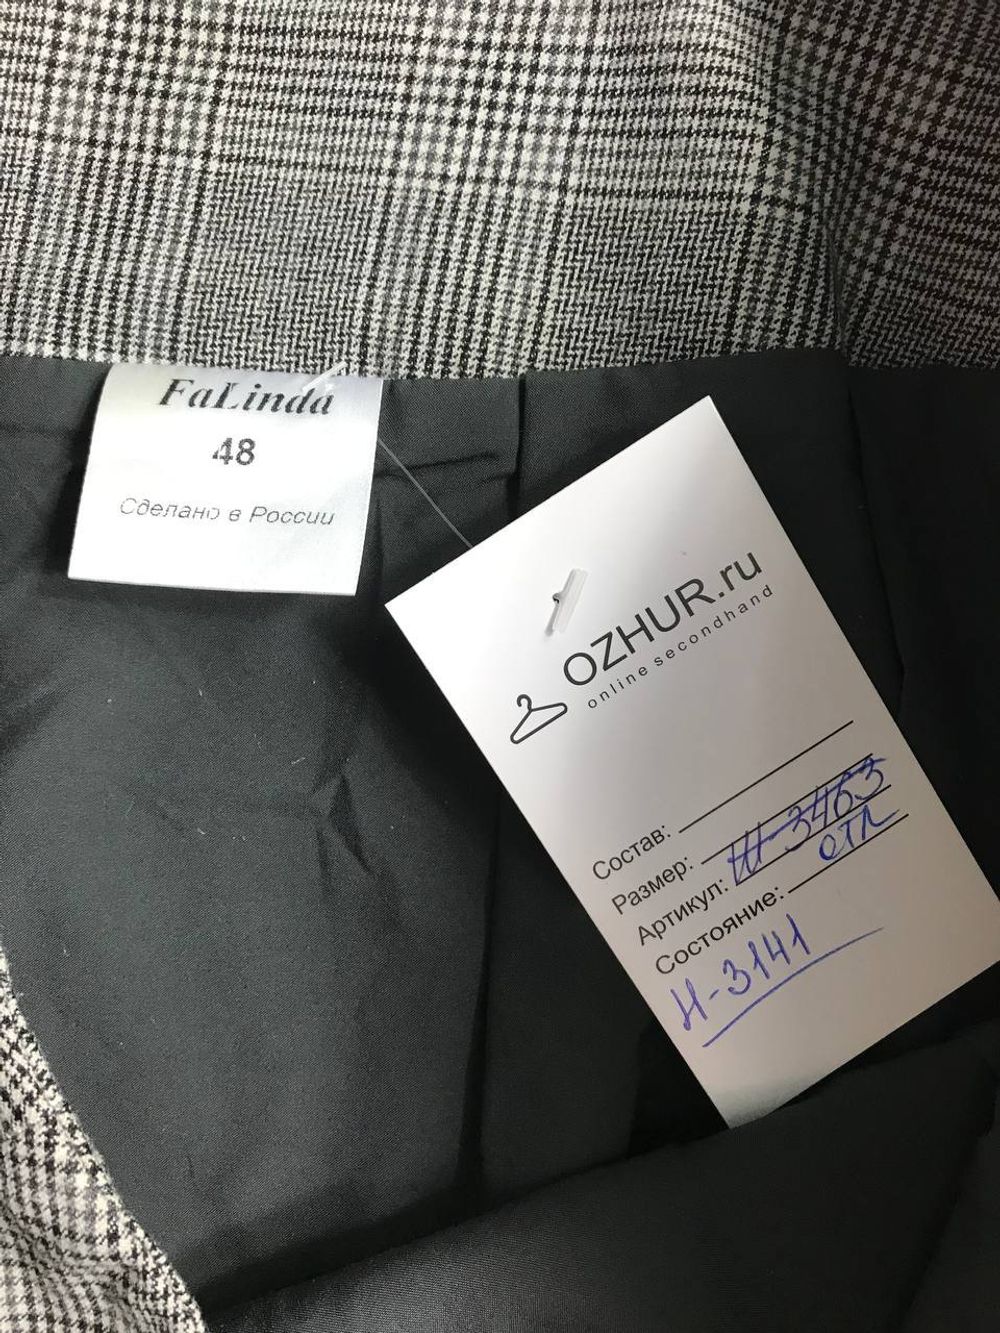 FaLinda
48
Сделано в России
OZHUR.ru
online secondhand
Состав:
Размер:
Артикул: Ш-3463
Состояние: отл
Н-3141